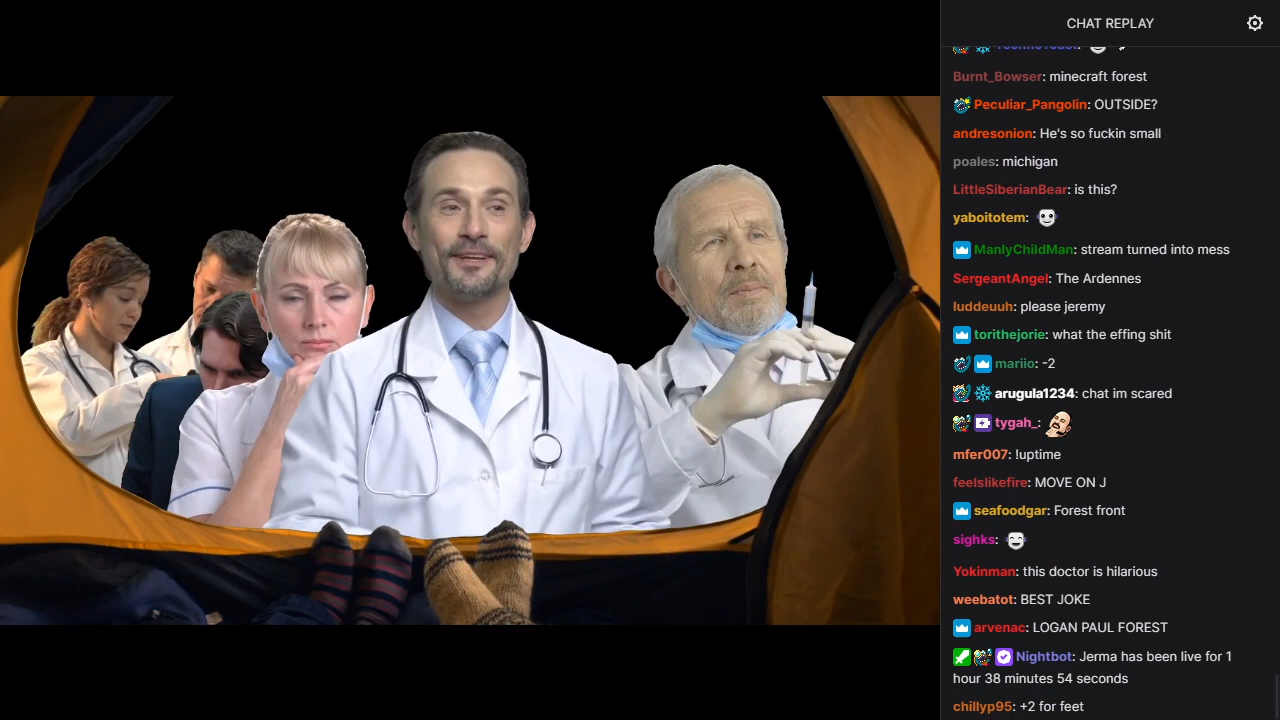 CHAT REPLAY
Burnt_Bowser: minecraft forest
Peculiar_Pangolin: OUTSIDE?
andresonion: He's so fuckin small
poales: michigan
LittleSiberianBear: is this?
yaboitotem:
ManlyChildMan: stream turned into mess
SergeantAngel: The Ardennes
luddeuuh: please jeremy
torithejorie: what the effing shit
mariio: -2
arugula1234: chat im scared
tygah_:
mfer007: !uptime
feelslikefire: MOVE ON J
seafoodgar: Forest front
sighks:
Yokinman: this doctor is hilarious
weebatot: BEST JOKE
arvenac: LOGAN PAUL FOREST
Nightbot: Jerma has been live for 1
hour 38 minutes 54 seconds
chillyp95: +2 for feet